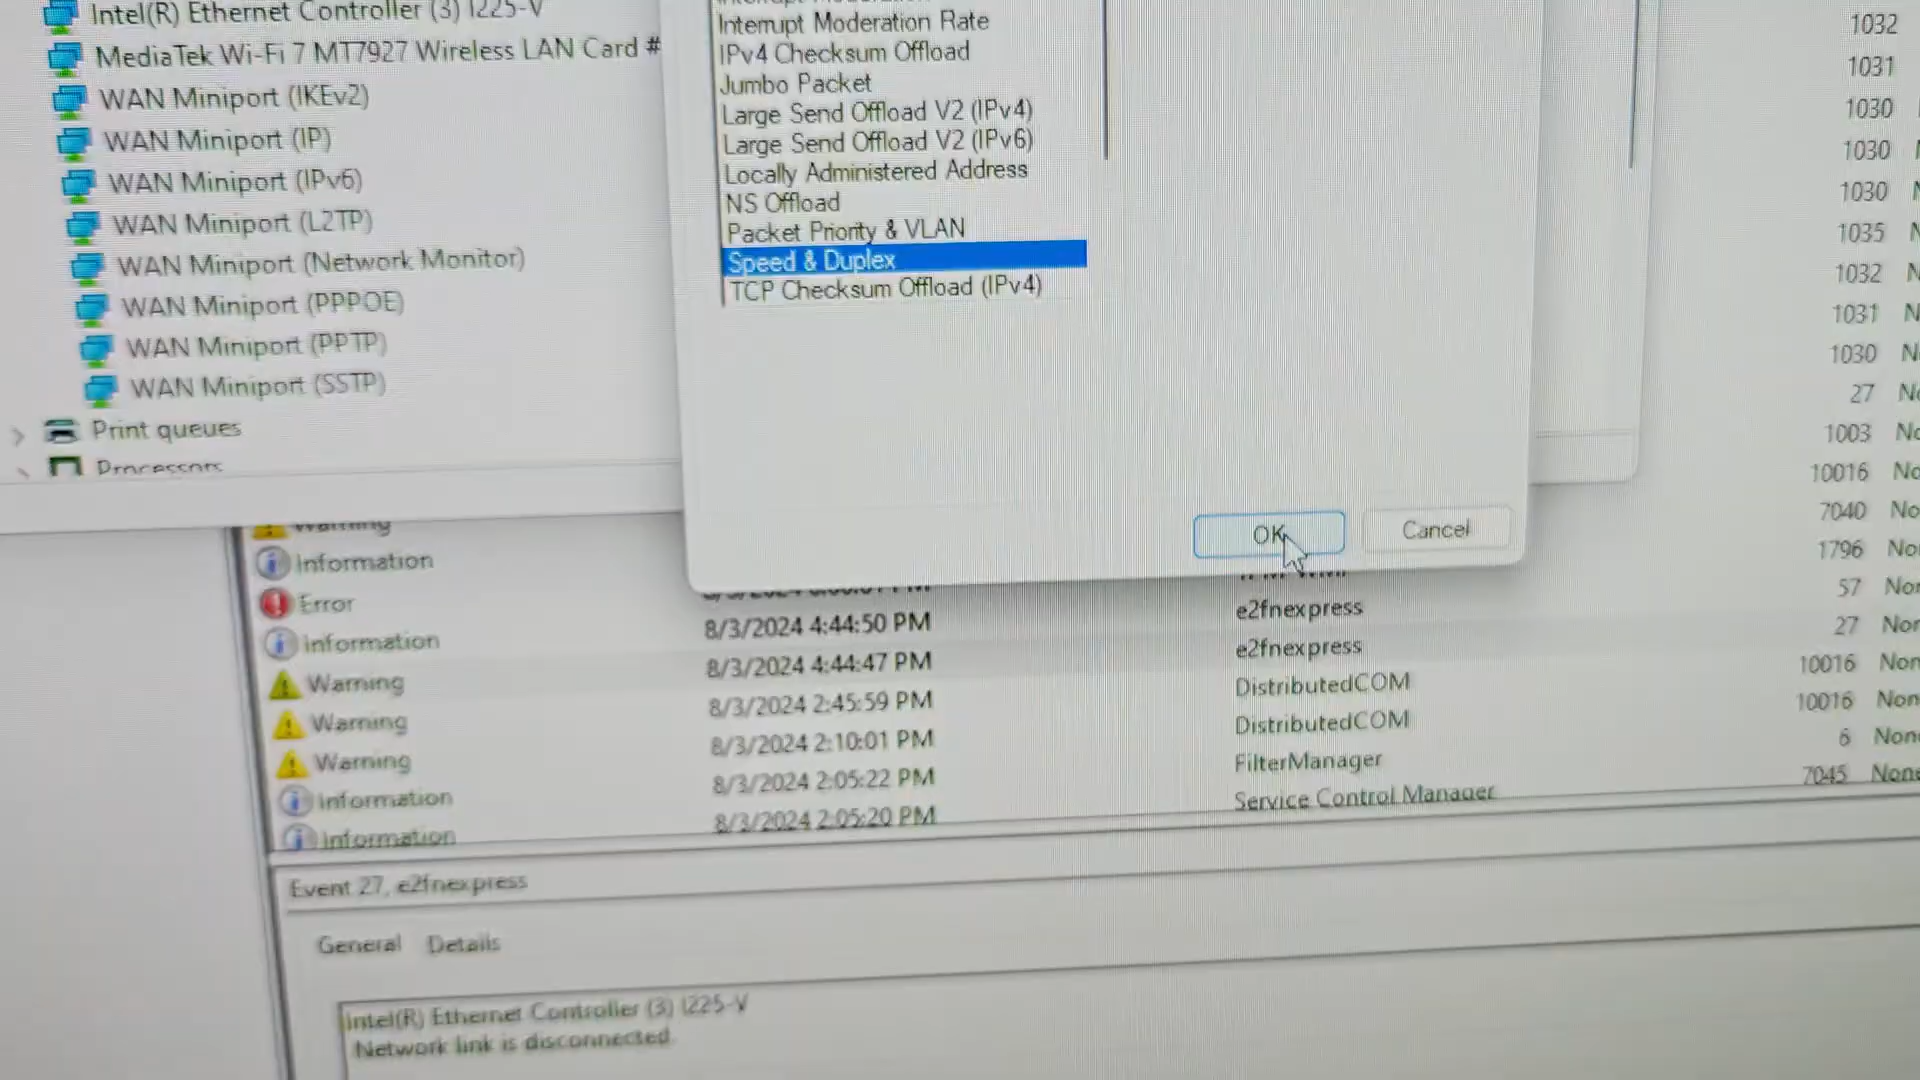 Intel(R) Ethernet Controller (3) I225-V
MediaTek Wi-Fi 7 MT7927 Wireless LAN Card #
WAN Miniport (IKEv2)
WAN Miniport (IP)
WAN Miniport (IPv6)
WAN Miniport (L2TP)
WAN Miniport (Network Monitor)
WAN Miniport (PPPOE)
WAN Miniport (PPTP)
WAN Miniport (SSTP)
Print queues
Processors
Interrupt Moderation Rate
IPv4 Checksum Offload
Jumbo Packet
Large Send Offload V2 (IPv4)
Large Send Offload V2 (IPv6)
Locally Administered Address
NS Offload
Packet Priority & VLAN
Speed & Duplex
TCP Checksum Offload (IPv4)
OK
Cancel
1032
1031
1030
1030
1030
1035
1032
1031
1030
27
1003
10016
7040
1796
57
27
10016
10016
6
7045 None
Warning
Information
Error
Information
Warning
Warning
Warning
Information
Information
8/3/2024 4:44:50 PM
8/3/2024 4:44:47 PM
8/3/2024 2:45:59 PM
8/3/2024 2:10:01 PM
8/3/2024 2:05:22 PM
8/3/2024 2:05:20 PM
e2fnexpress
e2fnexpress
DistributedCOM
DistributedCOM
FilterManager
Service Control Manager
Event 27, e2fnexpress
General Details
Intel(R) Ethernet Controller (3) I225-V
Network link is disconnected.